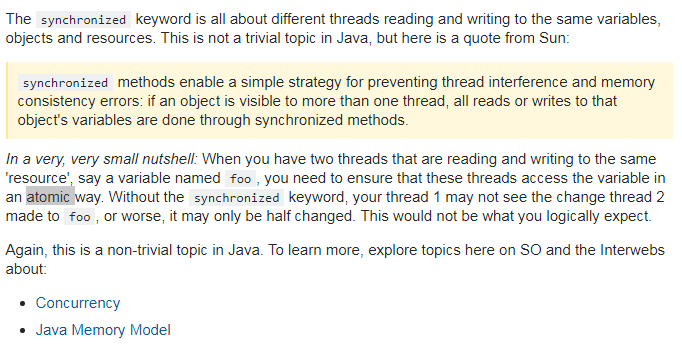 The synchronized keyword is all about different threads reading and writing to the same variables,
objects and resources. This is not a trivial topic in Java, but here is a quote from Sun:
synchronized methods enable a simple strategy for preventing thread interference and memory
consistency errors: if an object is visible to more than one thread, all reads or writes to that
object's variables are done through synchronized methods.
In a very, very small nutshell: When you have two threads that are reading and writing to the same
'resource', say a variable named foo , you need to ensure that these threads access the variable in
an atomic way. Without the synchronized keyword, your thread 1 may not see the change thread 2
made to foo , or worse, it may only be half changed. This would not be what you logically expect.
Again, this is a non-trivial topic in Java. To learn more, explore topics here on SO and the Interwebs
about:
• Concurrency
• Java Memory Model